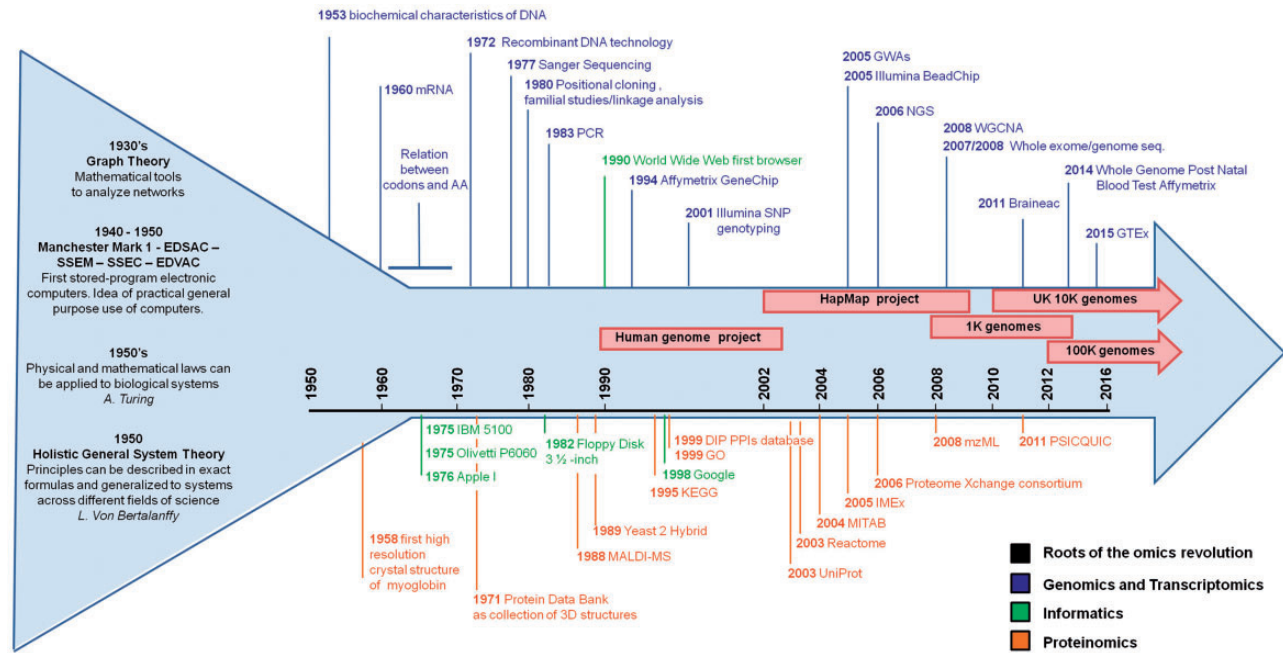 1953 biochemical characteristics of DNA
1960 mRNA
Relation
between
codons and AA
1972 Recombinant DNA technology
1977 Sanger Sequencing
1980 Positional cloning ,
familial studies/linkage analysis
1983 PCR
1990 World Wide Web first browser
1994 Affymetrix GeneChip
2001 Illumina SNP
genotyping
2005 GWAs
2005 Illumina BeadChip
2006 NGS
2008 WGCNA
2007/2008 Whole exome/genome seq.
2011 Braineac
2014 Whole Genome Post Natal
Blood Test Affymetrix
2015 GTEx
1930's
Graph Theory
Mathematical tools
to analyze networks
1940 - 1950
Manchester Mark 1 - EDSAC –
SSEM – SSEC – EDVAC
First stored-program electronic
computers. Idea of practical general
purpose use of computers.
1950's
Physical and mathematical laws can
be applied to biological systems
A. Turing
1950
Holistic General System Theory
Principles can be described in exact
formulas and generalized to systems
across different fields of science
L. Von Bertalanffy
HapMap project
UK 10K genomes
Human genome project
1K genomes
100K genomes
1950
1960
1970
1980
1990
2002
2004
2006
2008
2010
2012
2016
1975 IBM 5100
1975 Olivetti P6060
1976 Apple I
1982 Floppy Disk
3 ½ -inch
1999 DIP PPIs database
1999 GO
1998 Google
1995 KEGG
1989 Yeast 2 Hybrid
1988 MALDI-MS
1958 first high
resolution
crystal structure
of myoglobin
1971 Protein Data Bank
as collection of 3D structures
2008 mzML
2011 PSICQUIC
2006 Proteome Xchange consortium
2005 IMEx
2004 MITAB
2003 Reactome
2003 UniProt
Roots of the omics revolution
Genomics and Transcriptomics
Informatics
Proteinomics